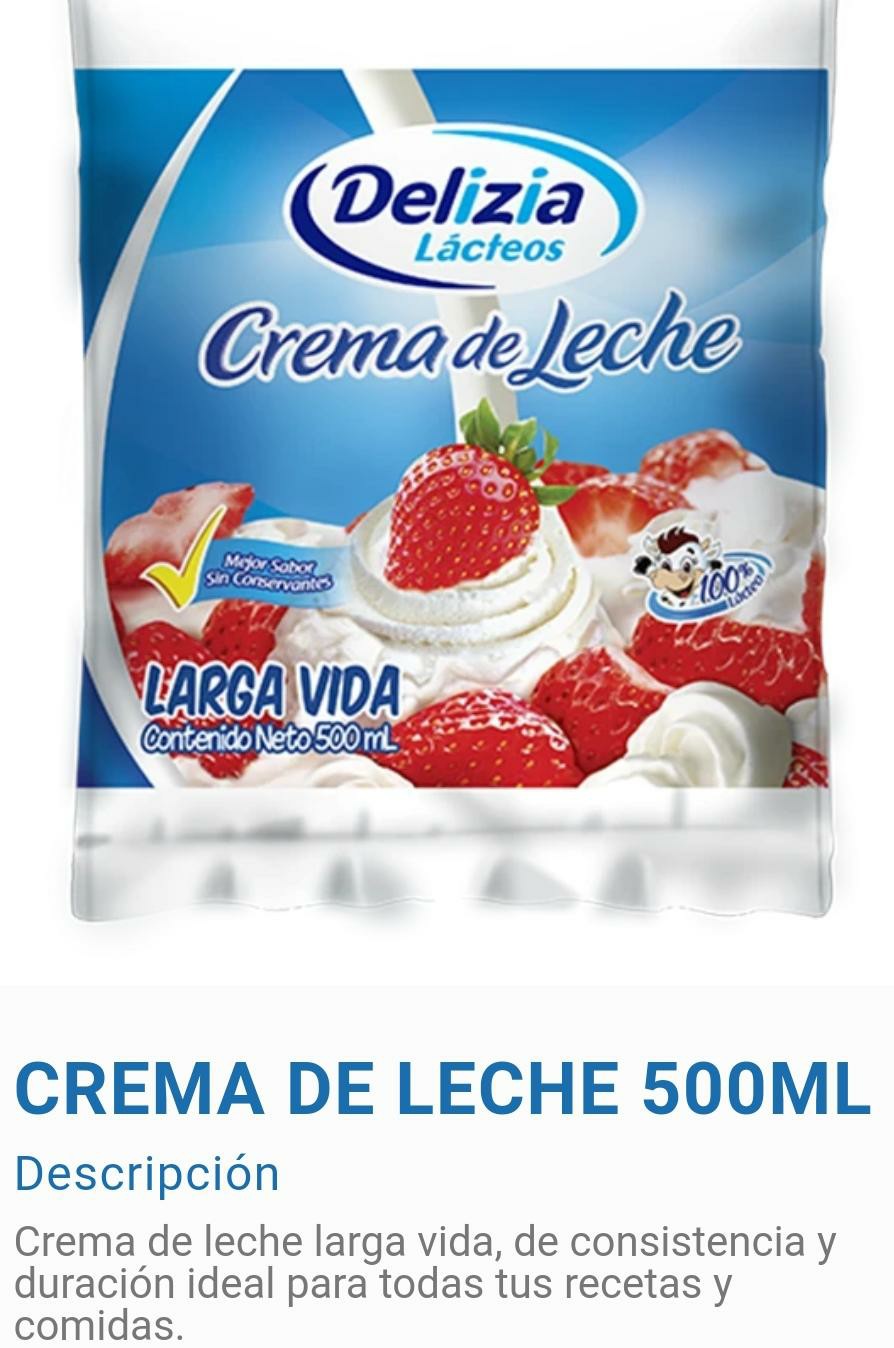 Delizia
Lácteos
Crema de Leche
Mejor Sabor
Sin Conservantes
100%
Lácteo
LARGA VIDA
Contenido Neto 500 mL
CREMA DE LECHE 500ML
Descripción
Crema de leche larga vida, de consistencia y
duración ideal para todas tus recetas y
comidas.